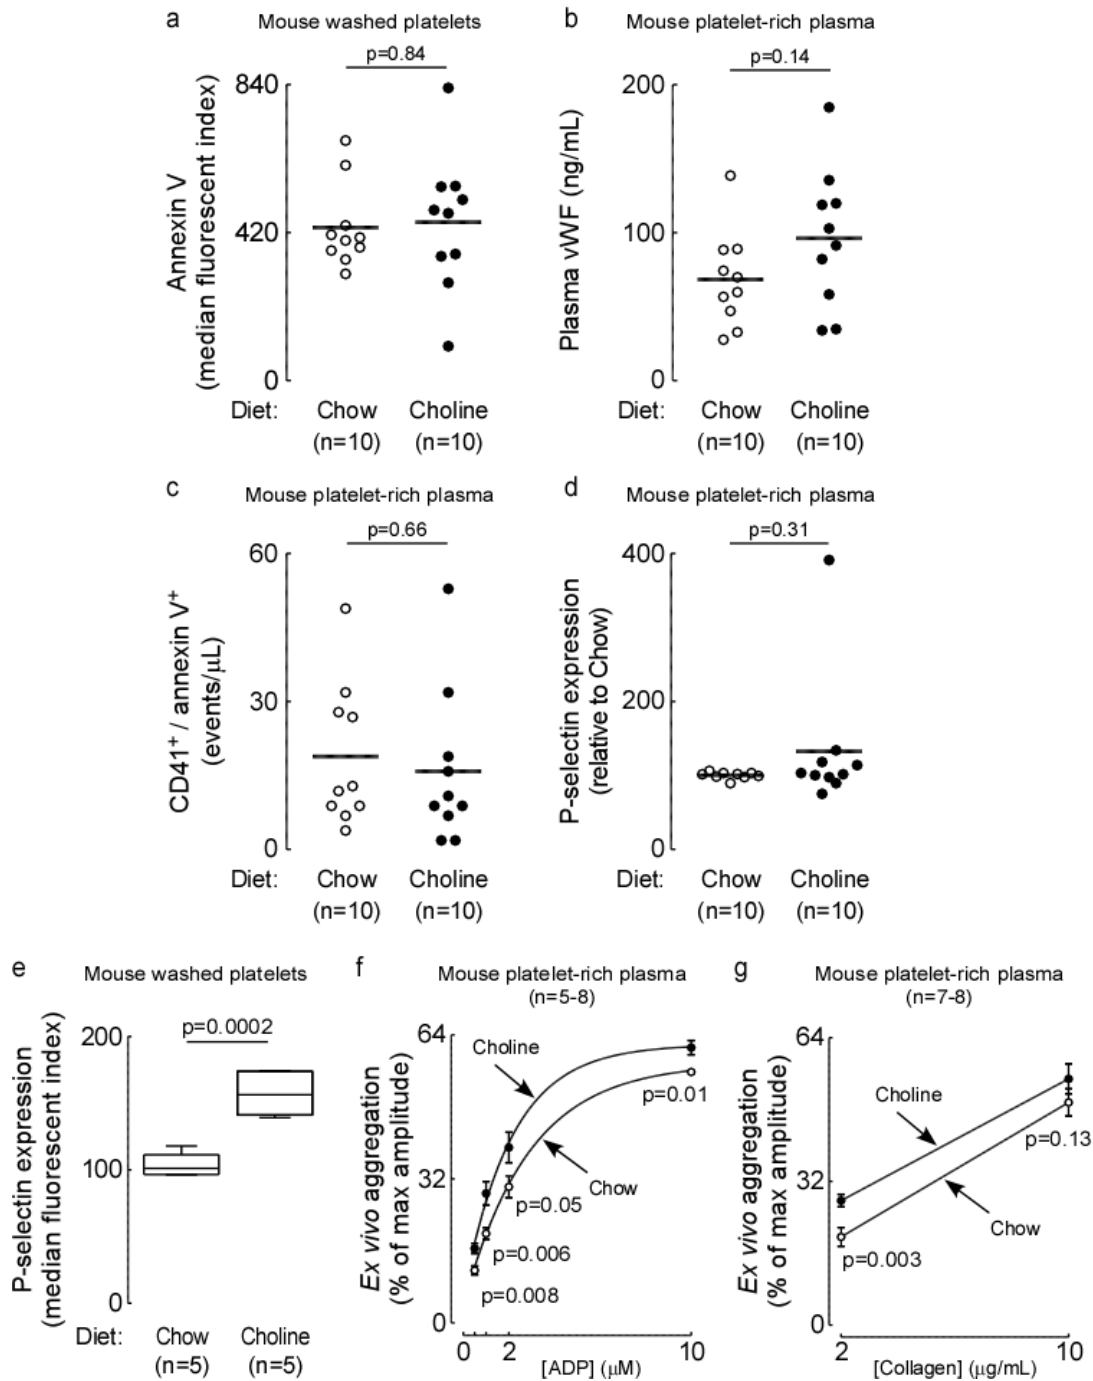 a
Mouse washed platelets
p=0.84
Annexin V
(median fluorescent index)
840
420
0
Diet:
Chow
Choline
(n=10)
(n=10)
b
Mouse platelet-rich plasma
p=0.14
Plasma vWF (ng/mL)
200
100
0
Diet:
Chow
Choline
(n=10)
(n=10)
c
Mouse platelet-rich plasma
p=0.66
CD41⁺ / annexin V⁺
(events/μL)
60
30
0
Diet:
Chow
Choline
(n=10)
(n=10)
d
Mouse platelet-rich plasma
p=0.31
P-selectin expression
(relative to Chow)
400
200
0
Diet:
Chow
Choline
(n=10)
(n=10)
e
Mouse washed platelets
p=0.0002
P-selectin expression
(median fluorescent index)
200
100
0
Diet:
Chow
Choline
(n=5)
(n=5)
f
Mouse platelet-rich plasma
(n=5-8)
Ex vivo aggregation
(% of max amplitude)
64
32
0
Choline
Chow
p=0.01
p=0.05
p=0.006
p=0.008
0
2
10
[ADP] (μM)
g
Mouse platelet-rich plasma
(n=7-8)
Ex vivo aggregation
(% of max amplitude)
64
32
0
Choline
Chow
p=0.13
p=0.003
2
10
[Collagen] (μg/mL)